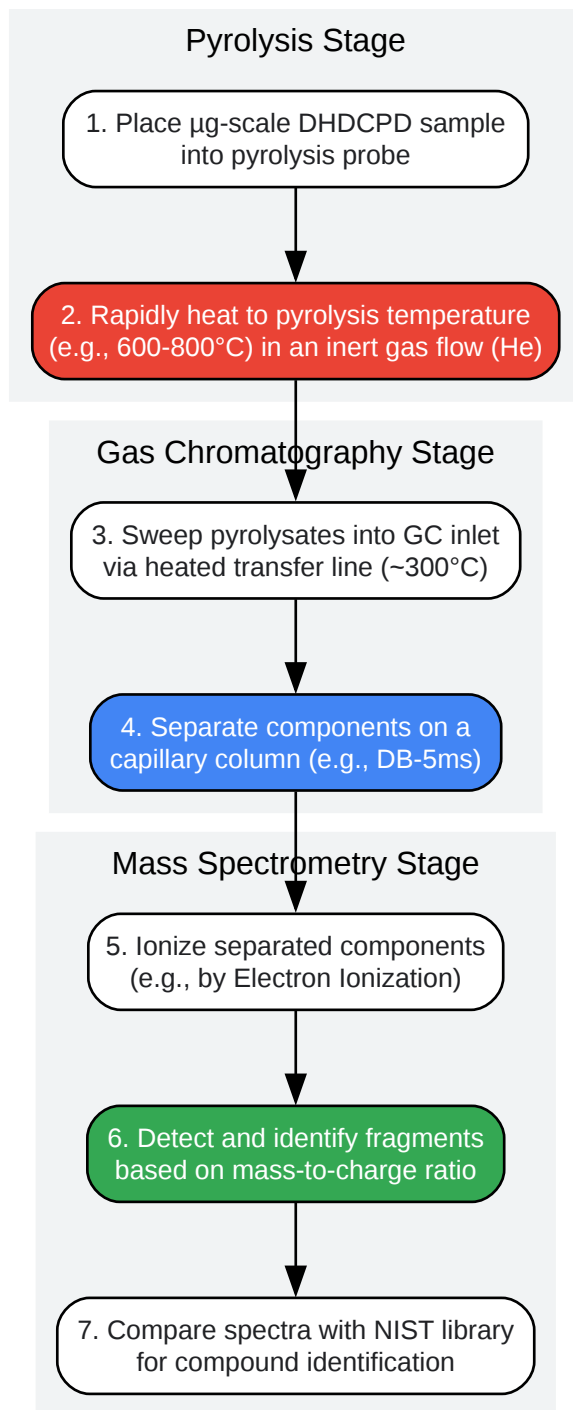 Pyrolysis Stage
1. Place µg-scale DHDCPD sample
into pyrolysis probe
2. Rapidly heat to pyrolysis temperature
(e.g., 600-800°C) in an inert gas flow (He)
Gas Chromatography Stage
3. Sweep pyrolysates into GC inlet
via heated transfer line (~300°C)
4. Separate components on a
capillary column (e.g., DB-5ms)
Mass Spectrometry Stage
5. Ionize separated components
(e.g., by Electron Ionization)
6. Detect and identify fragments
based on mass-to-charge ratio
7. Compare spectra with NIST library
for compound identification